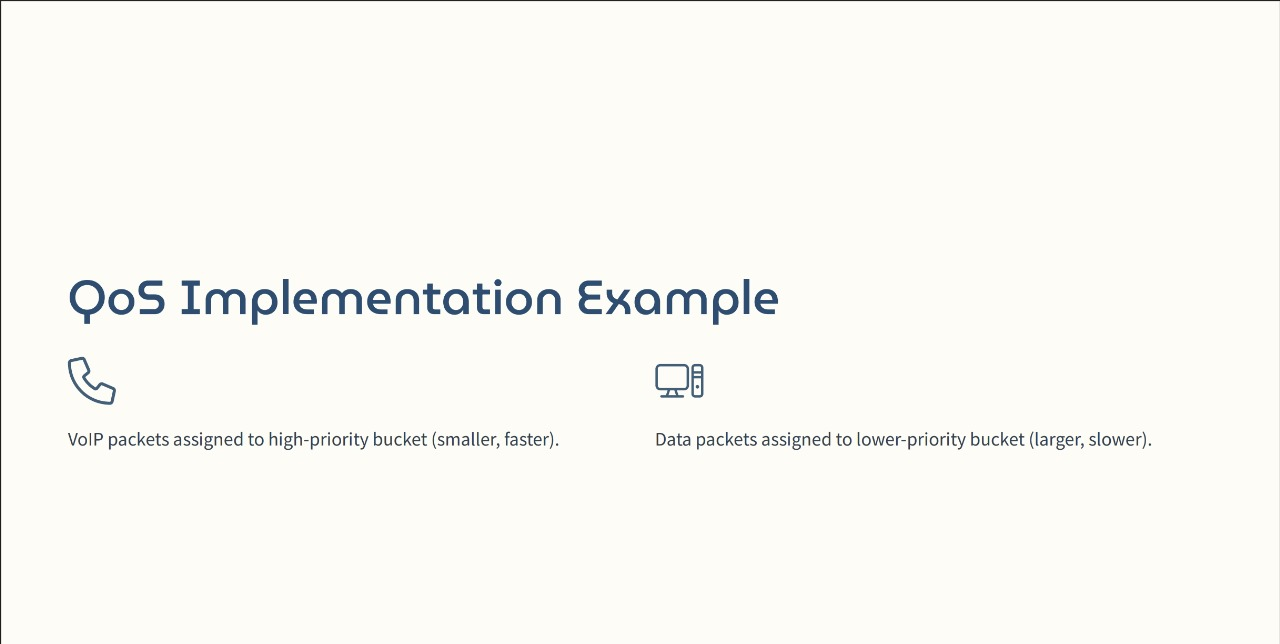 QoS Implementation Example
VoIP packets assigned to high-priority bucket (smaller, faster).
Data packets assigned to lower-priority bucket (larger, slower).